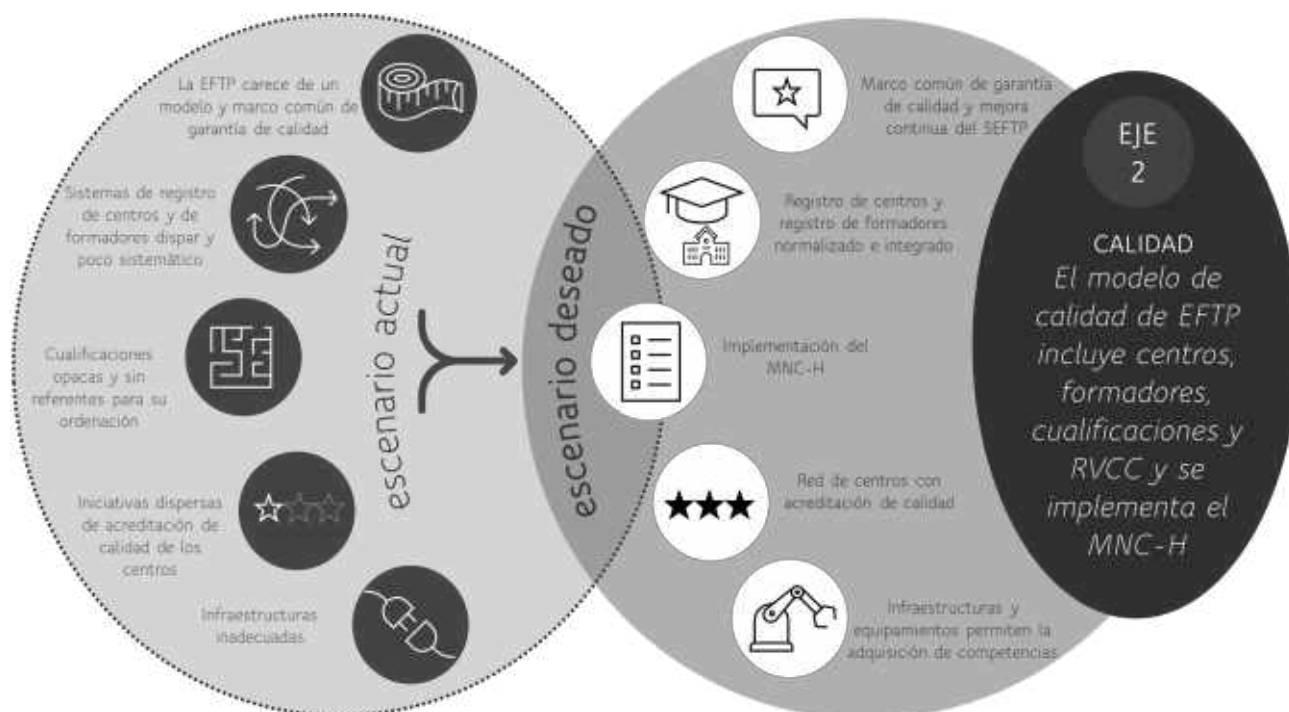 La EFTP carece de un
modelo y marco común de
garantía de calidad
Sistemas de registro
de centros y de
formadores dispar y
poco sistemático
Cualificaciones
opacas y sin
referentes para su
ordenación
Iniciativas dispersas
de acreditación de
calidad de los
centros
Infraestructuras
inadecuadas
escenario actual
escenario deseado
Marco común de garantía
de calidad y mejora
continua del SEFTP
Registro de centros y
registro de formadores
normalizado e integrado
Implementación del
MNC-H
Red de centros con
acreditación de
calidad
Infraestructuras y
equipamientos permiten la
adquisición de competencias
EJE
2
CALIDAD
El modelo de
calidad de EFTP
incluye centros,
formadores,
cualificaciones y
RVCC y se
implementa el
MNC-H